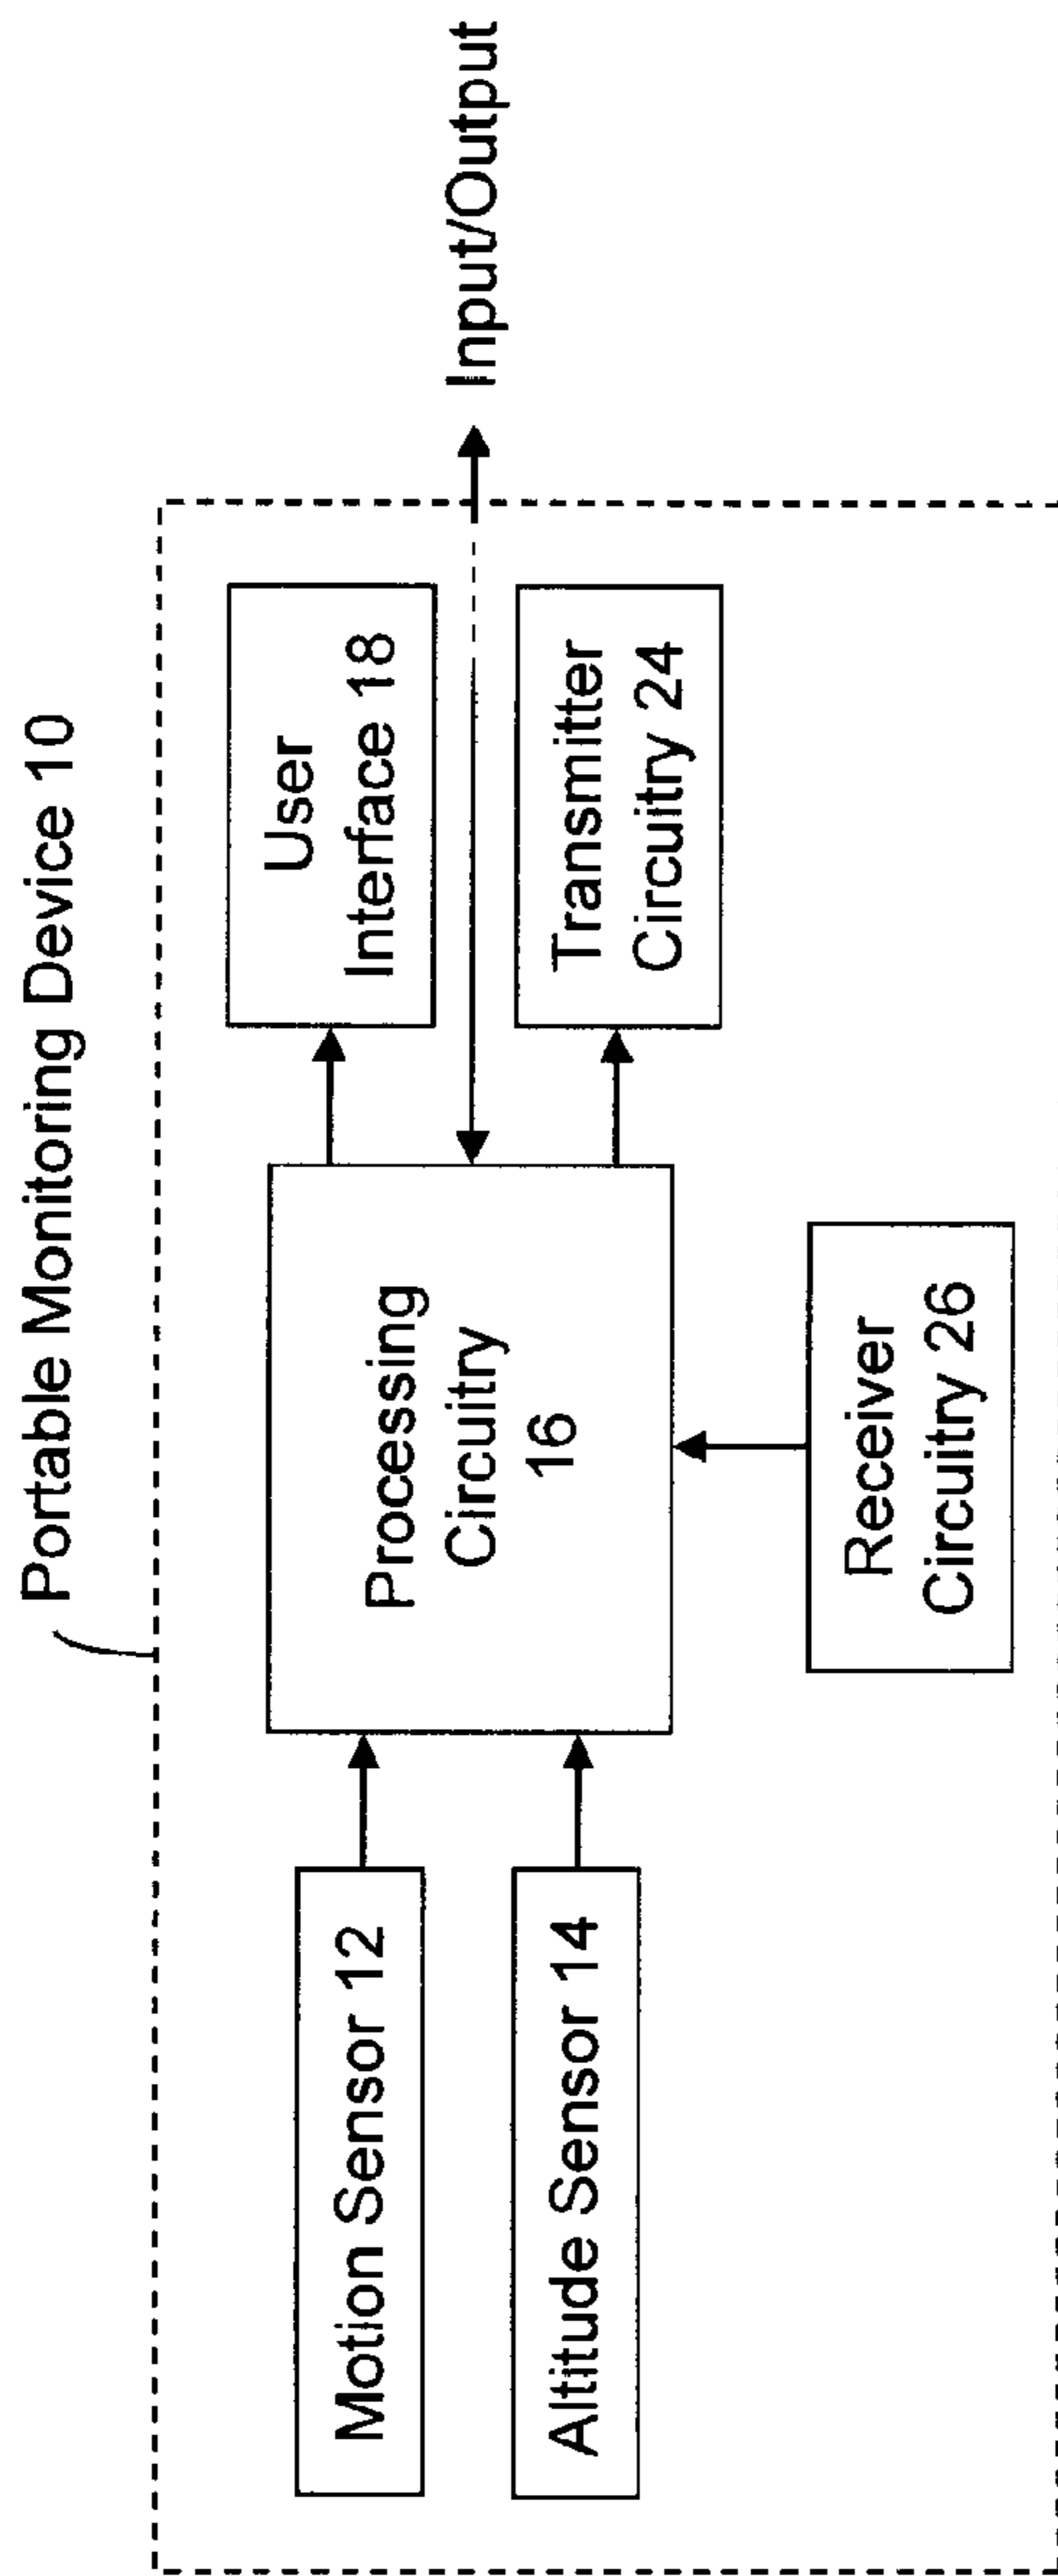 Portable Monitoring Device 10
Motion Sensor 12
Altitude Sensor 14
Processing
Circuitry
16
User
Interface 18
Input/Output
Transmitter
Circuitry 24
Receiver
Circuitry 26